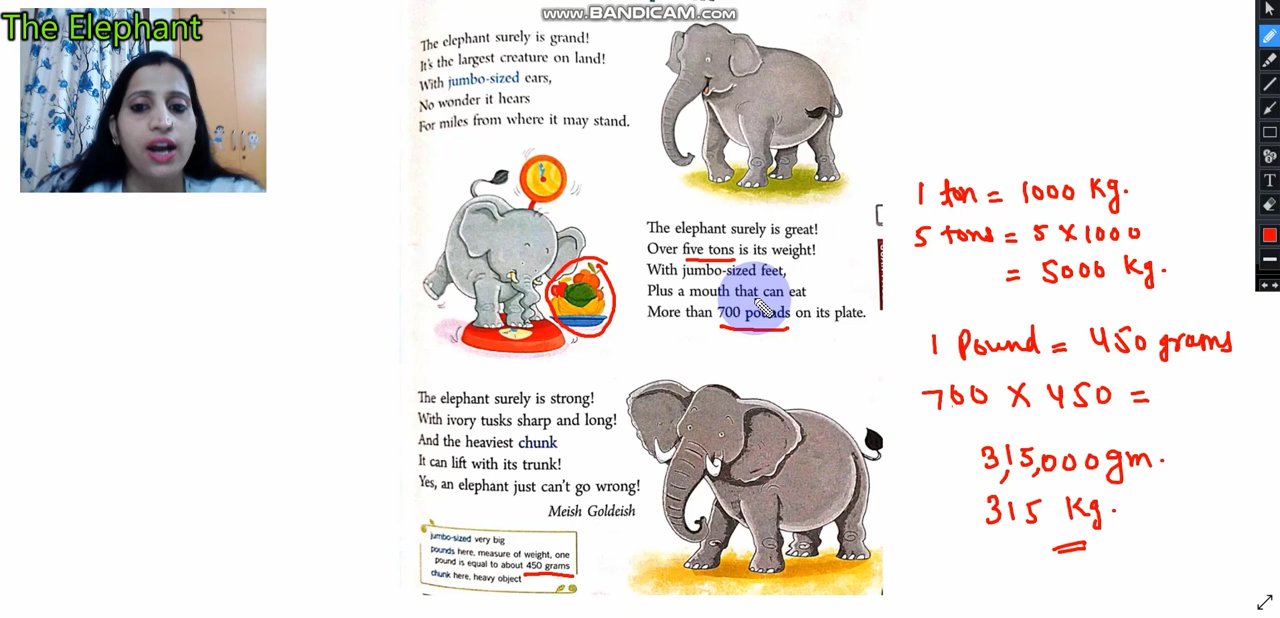 The Elephant
www.BANDICAM.com
The elephant surely is grand!
It's the largest creature on land!
With jumbo-sized ears,
No wonder it hears
For miles from where it may stand.
The elephant surely is great!
Over five tons is its weight!
With jumbo-sized feet,
Plus a mouth that can eat
More than 700 pounds on its plate.
The elephant surely is strong!
With ivory tusks sharp and long!
And the heaviest chunk
It can lift with its trunk!
Yes, an elephant just can't go wrong!
Meish Goldeish
jumbo-sized very big
pounds here, measure of weight, one
pound is equal to about 450 grams
chunk here, heavy object
1 ton = 1000 Kg.
5 tons = 5 X 1000
= 5000 Kg.
1 Pound = 450 grams
700 X 450 =
3,15,000 gm.
315 Kg.
T